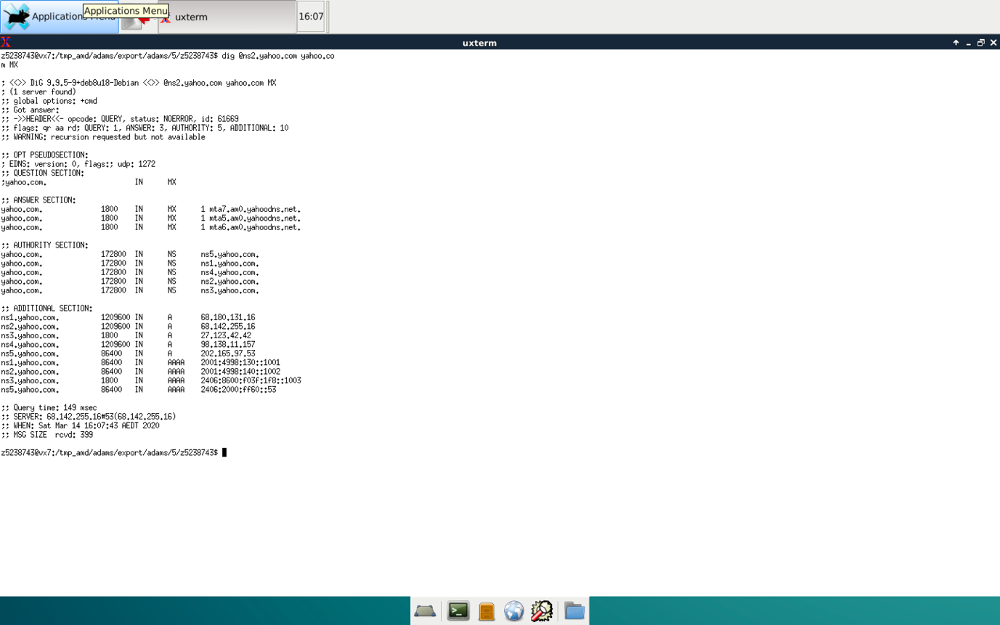 Applications Menu
Applications Menu
uxterm
16:07
uxterm
z5238743@vx7:/tmp_amd/adams/export/adams/5/z5238743$ dig @ns2.yahoo.com yahoo.co
m MX
; <<>> DiG 9.9.5-9+deb8u18-Debian <<>> @ns2.yahoo.com yahoo.com MX
; (1 server found)
;; global options: +cmd
;; Got answer:
;; ->>HEADER<<- opcode: QUERY, status: NOERROR, id: 61669
;; flags: qr aa rd; QUERY: 1, ANSWER: 3, AUTHORITY: 5, ADDITIONAL: 10
;; WARNING: recursion requested but not available
;; OPT PSEUDOSECTION:
; EDNS: version: 0, flags:; udp: 1272
;; QUESTION SECTION:
;yahoo.com. IN MX
;; ANSWER SECTION:
yahoo.com. 1800 IN MX 1 mta7.am0.yahoodns.net.
yahoo.com. 1800 IN MX 1 mta5.am0.yahoodns.net.
yahoo.com. 1800 IN MX 1 mta6.am0.yahoodns.net.
;; AUTHORITY SECTION:
yahoo.com. 172800 IN NS ns5.yahoo.com.
yahoo.com. 172800 IN NS ns1.yahoo.com.
yahoo.com. 172800 IN NS ns4.yahoo.com.
yahoo.com. 172800 IN NS ns2.yahoo.com.
yahoo.com. 172800 IN NS ns3.yahoo.com.
;; ADDITIONAL SECTION:
ns1.yahoo.com. 1209600 IN A 68.180.131.16
ns2.yahoo.com. 1209600 IN A 68.142.255.16
ns3.yahoo.com. 1800 IN A 27.123.42.42
ns4.yahoo.com. 1209600 IN A 98.138.11.157
ns5.yahoo.com. 86400 IN A 202.165.97.53
ns1.yahoo.com. 86400 IN AAAA 2001:4998:130::1001
ns2.yahoo.com. 86400 IN AAAA 2001:4998:140::1002
ns3.yahoo.com. 1800 IN AAAA 2406:8600:f03f:1f8::1003
ns5.yahoo.com. 86400 IN AAAA 2406:2000:ff60::53
;; Query time: 149 msec
;; SERVER: 68.142.255.16#53(68.142.255.16)
;; WHEN: Sat Mar 14 16:07:43 AEDT 2020
;; MSG SIZE rcvd: 399
z5238743@vx7:/tmp_amd/adams/export/adams/5/z5238743$